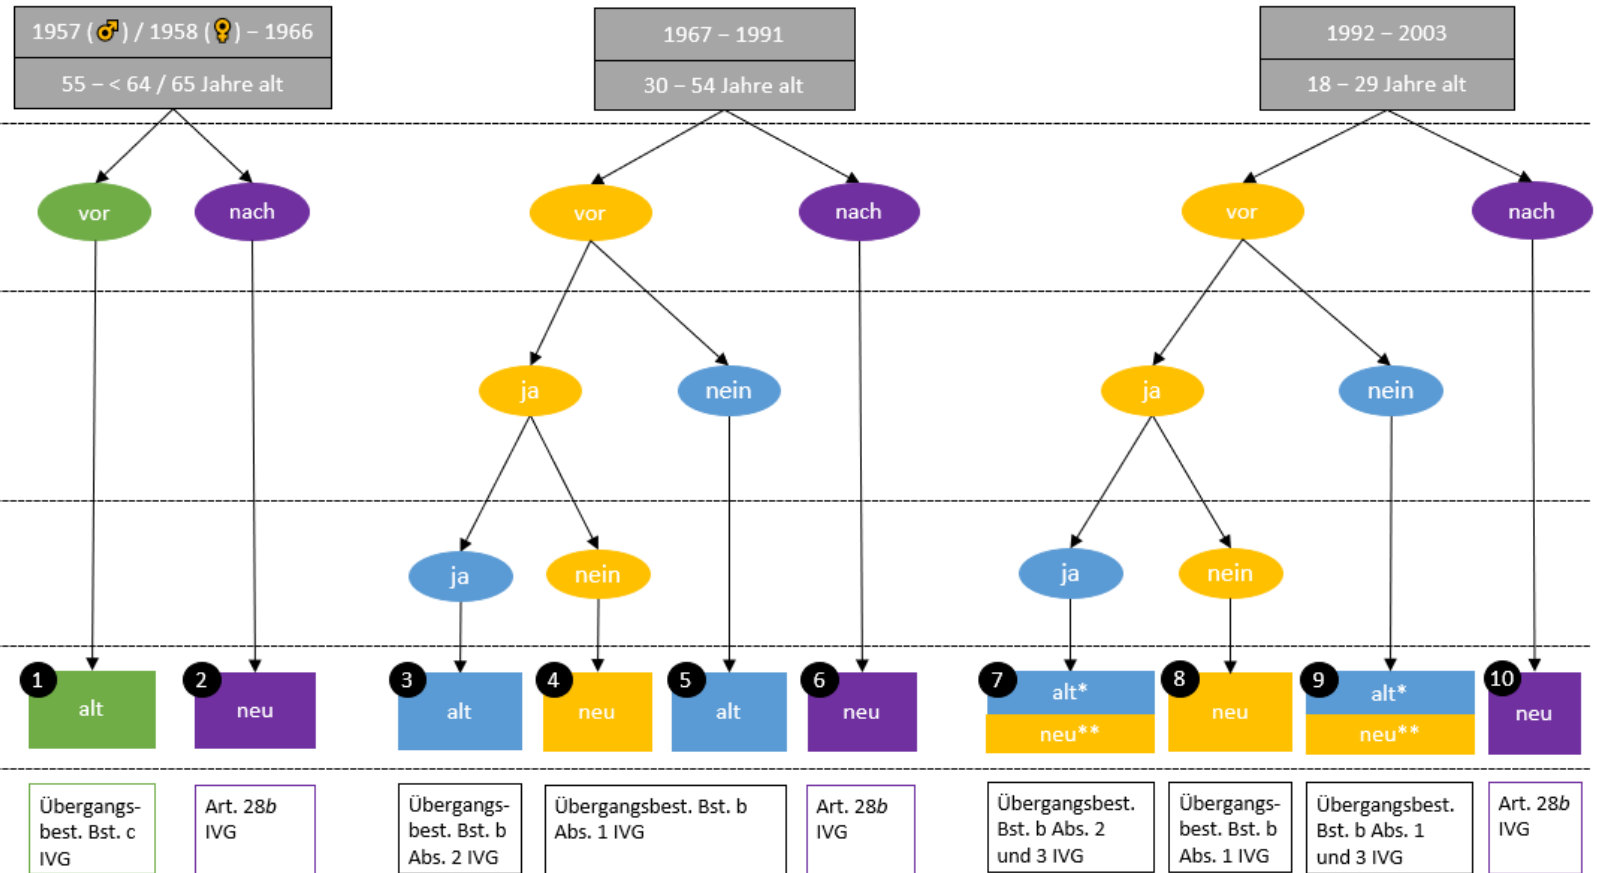 1957 (♂) / 1958 (♀) – 1966
55 – < 64 / 65 Jahre alt
1967 – 1991
30 – 54 Jahre alt
1992 – 2003
18 – 29 Jahre alt
vor
nach
vor
nach
vor
nach
ja
nein
ja
nein
ja
nein
ja
nein
1
alt
2
neu
3
alt
4
neu
5
alt
6
neu
7
alt*
neu**
8
neu
9
alt*
neu**
10
neu
Übergangs-
best. Bst. c
IVG
Art. 28b
IVG
Übergangs-
best. Bst. b
Abs. 2 IVG
Übergangsbest. Bst. b
Abs. 1 IVG
Art. 28b
IVG
Übergangsbest.
Bst. b Abs. 2
und 3 IVG
Übergangs-
best. Bst. b
Abs. 1 IVG
Übergangsbest.
Bst. b Abs. 1
und 3 IVG
Art. 28b
IVG